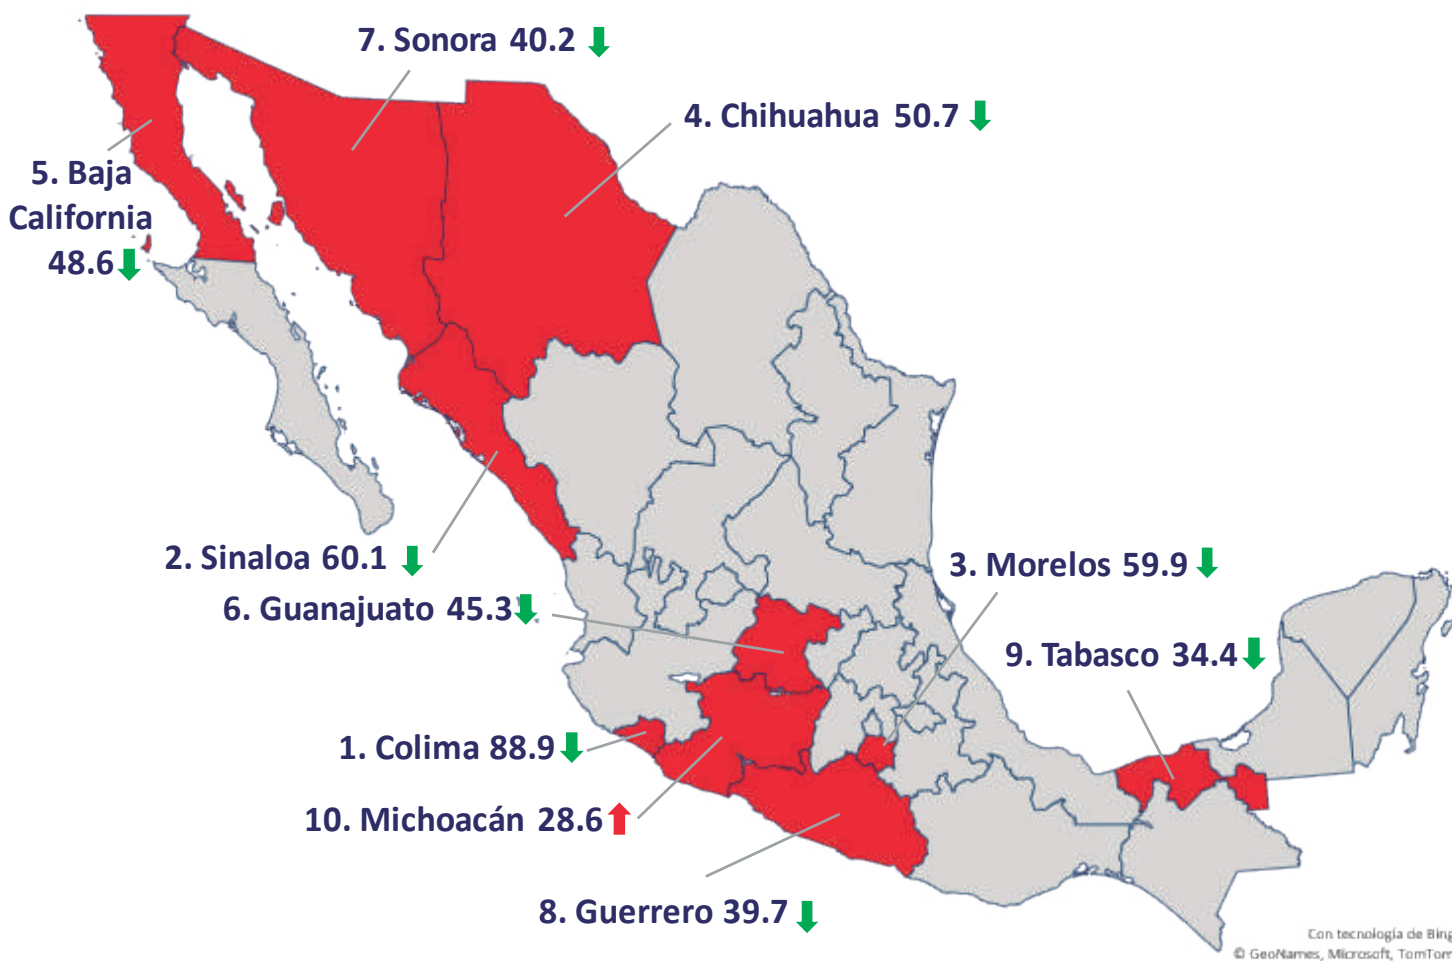 7. Sonora 40.2
4. Chihuahua 50.7
5. Baja
California
48.6
2. Sinaloa 60.1
3. Morelos 59.9
6. Guanajuato 45.3
9. Tabasco 34.4
1. Colima 88.9
10. Michoacán 28.6
8. Guerrero 39.7
Con tecnología de Bing
© GeoNames, Microsoft, TomTom